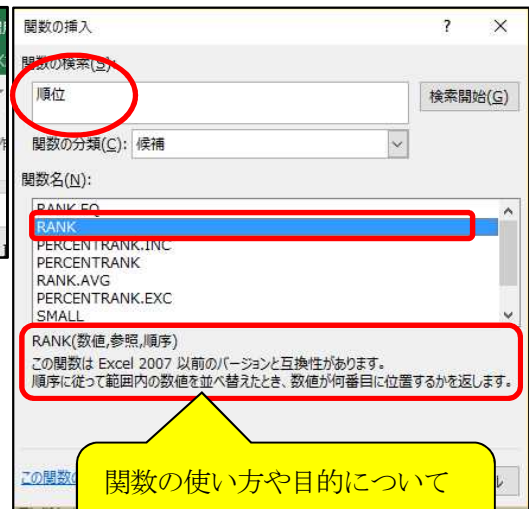 関数の挿入 ? ×
関数の検索(S):
順位
検索開始(G)
関数の分類(C): 候補
関数名(N):
RANK.EQ
RANK
PERCENTRANK.INC
PERCENTRANK
RANK.AVG
PERCENTRANK.EXC
SMALL
RANK(数値,参照,順序)
この関数は Excel 2007 以前のバージョンと互換性があります。
順序に従って範囲内の数値を並べ替えたとき、数値が何番目に位置するかを返します。
この関数の
関数の使い方や目的について
ル